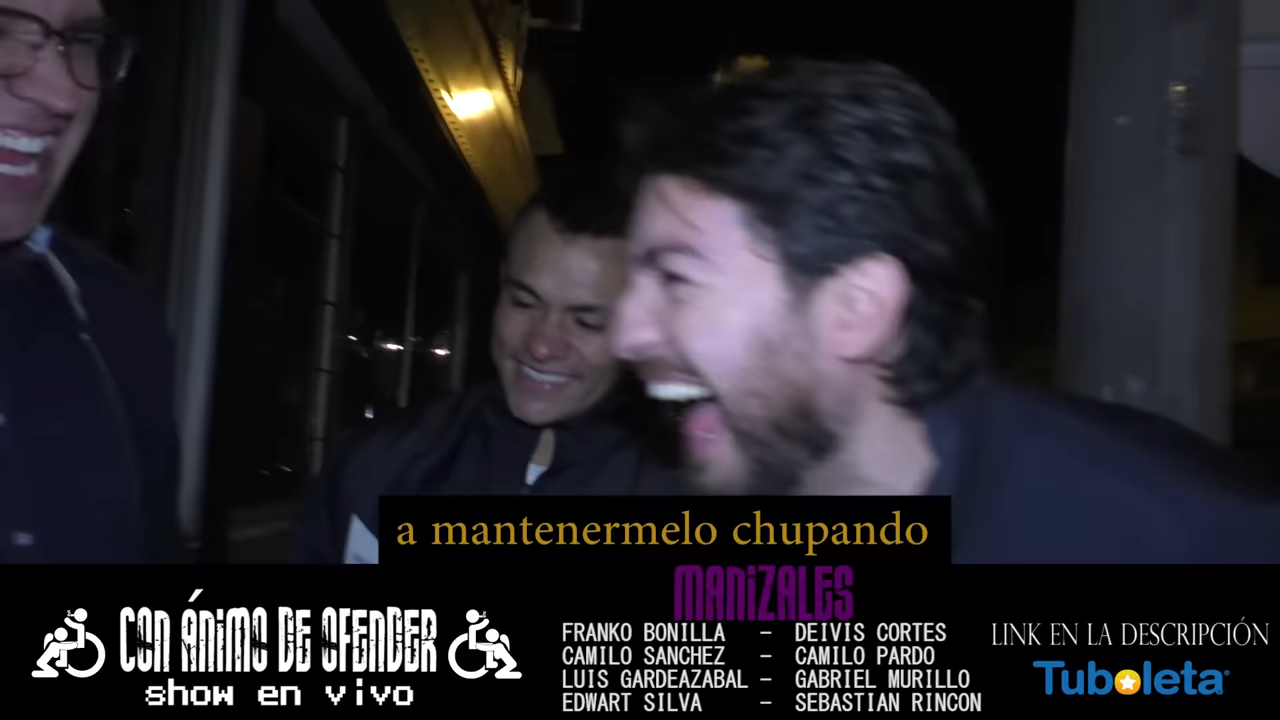 a mantenermelo chupando
MANIZALES
CON ÁNIMO DE OFENDER
show en vivo
FRANKO BONILLA - DEIVIS CORTES
CAMILO SANCHEZ - CAMILO PARDO
LUIS GARDEAZABAL - GABRIEL MURILLO
EDWART SILVA - SEBASTIAN RINCON
LINK EN LA DESCRIPCIÓN
Tuboleta